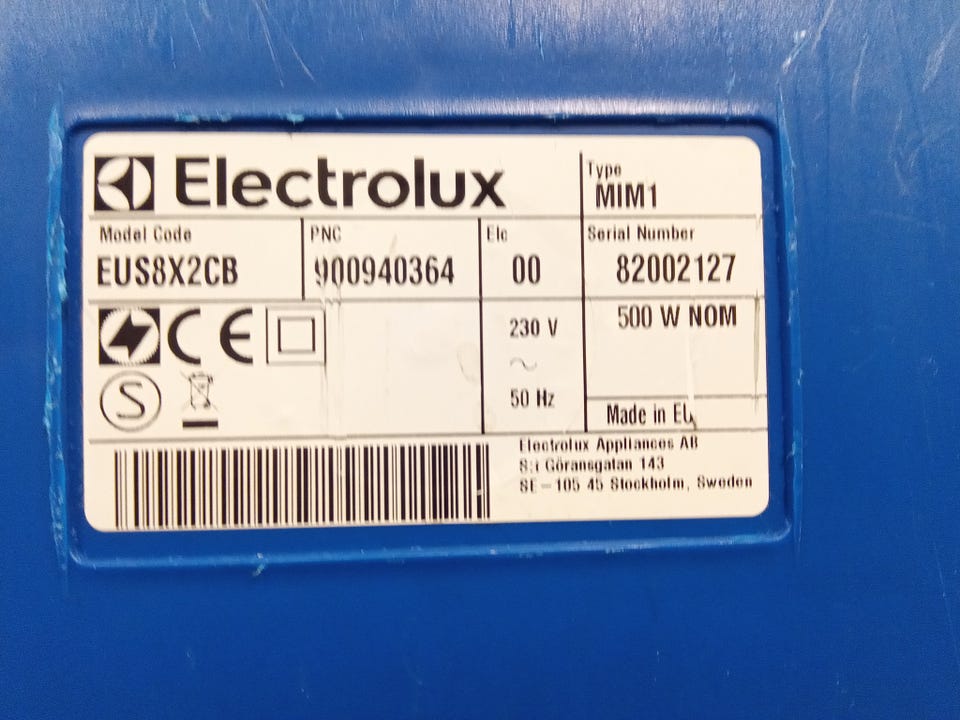 Electrolux
Type
MIM1
Model Code
EUS8X2CB
PNC
900940364
Elc
00
Serial Number
82002127
CE
S
230 V
~
50 Hz
500 W NOM
Made in EU
Electrolux Appliances AB
S:t Göransgatan 143
SE-105 45 Stockholm, Sweden